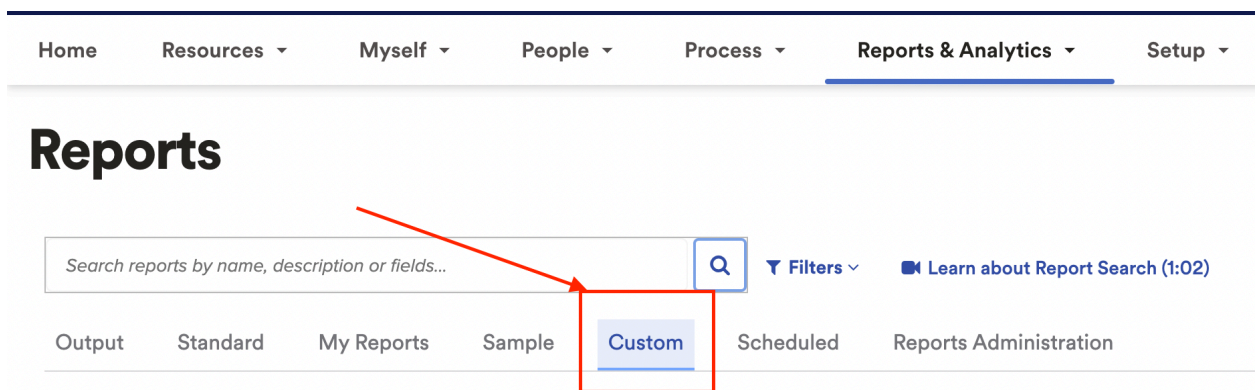 Home Resources Myself People Process Reports & Analytics Setup
Reports
Search reports by name, description or fields... Filters Learn about Report Search (1:02)
Output Standard My Reports Sample Custom Scheduled Reports Administration